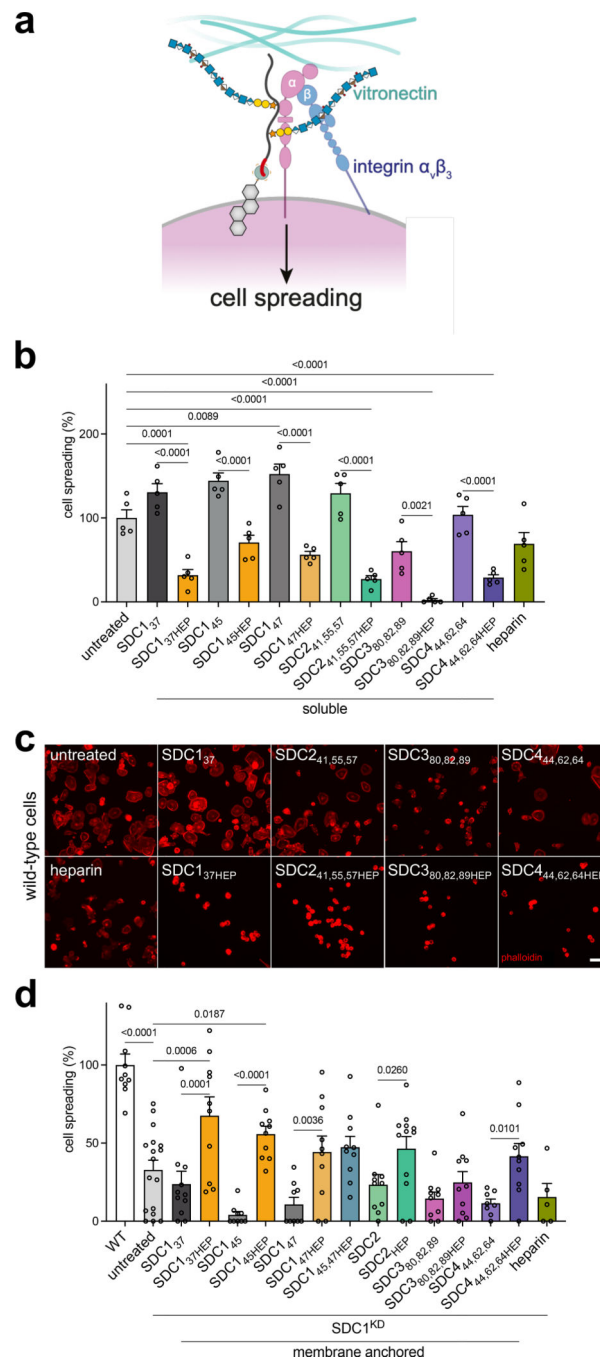 a
α
β
vitronectin
integrin αᵥβ₃
cell spreading
b
<0.0001
<0.0001
<0.0001
0.0089
0.0001
<0.0001
<0.0001
<0.0001
<0.0001
0.0021
<0.0001
cell spreading (%)
200
100
0
untreated
SDC1₃₇
SDC1₃₇HEP
SDC1₄₅
SDC1₄₅HEP
SDC1₄₇
SDC1₄₇HEP
SDC2₄₁,₅₅,₅₇
SDC2₄₁,₅₅,₅₇HEP
SDC3₈₀,₈₂,₈₉
SDC3₈₀,₈₂,₈₉HEP
SDC4₄₄,₆₂,₆₄
SDC4₄₄,₆₂,₆₄HEP
heparin
soluble
c
wild-type cells
untreated
SDC1₃₇
SDC2₄₁,₅₅,₅₇
SDC3₈₀,₈₂,₈₉
SDC4₄₄,₆₂,₆₄
heparin
SDC1₃₇HEP
SDC2₄₁,₅₅,₅₇HEP
SDC3₈₀,₈₂,₈₉HEP
SDC4₄₄,₆₂,₆₄HEP
phalloidin
d
0.0187
<0.0001
0.0006
0.0001
<0.0001
0.0036
0.0260
0.0101
cell spreading (%)
100
50
0
WT
untreated
SDC1₃₇
SDC1₃₇HEP
SDC1₄₅
SDC1₄₅HEP
SDC1₄₇
SDC1₄₇HEP
SDC1₄₅,₄₇HEP
SDC2
SDC2HEP
SDC3₈₀,₈₂,₈₉
SDC3₈₀,₈₂,₈₉HEP
SDC4₄₄,₆₂,₆₄
SDC4₄₄,₆₂,₆₄HEP
heparin
SDC1ᴷᴰ
membrane anchored